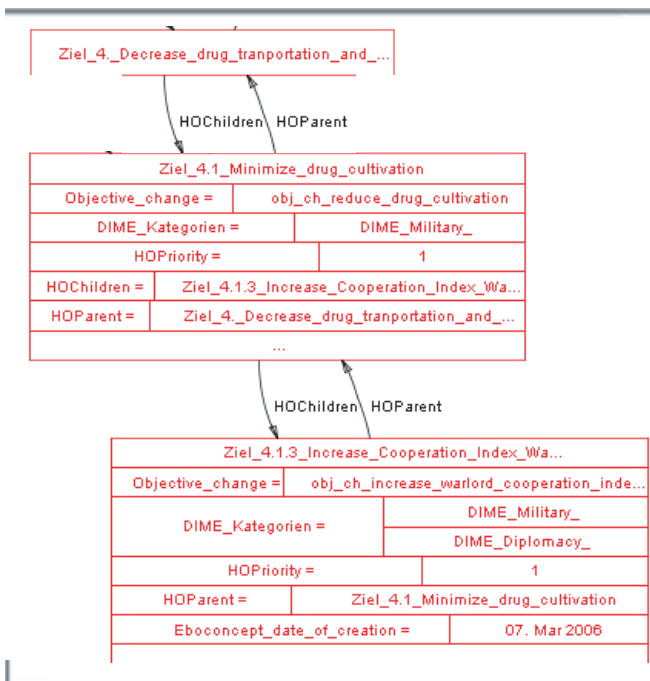 Ziel_4._Decrease_drug_tranportation_and_...
HOChildren HOParent
Ziel_4.1_Minimize_drug_cultivation
Objective_change = obj_ch_reduce_drug_cultivation
DIME_Kategorien = DIME_Military_
HOPriority = 1
HOChildren = Ziel_4.1.3_Increase_Cooperation_Index_Wa...
HOParent = Ziel_4._Decrease_drug_tranportation_and_...
...
HOChildren HOParent
Ziel_4.1.3_Increase_Cooperation_Index_Wa...
Objective_change = obj_ch_increase_warlord_cooperation_inde...
DIME_Kategorien = DIME_Military_
DIME_Diplomacy_
HOPriority = 1
HOParent = Ziel_4.1_Minimize_drug_cultivation
Eboconcept_date_of_creation = 07. Mar 2006